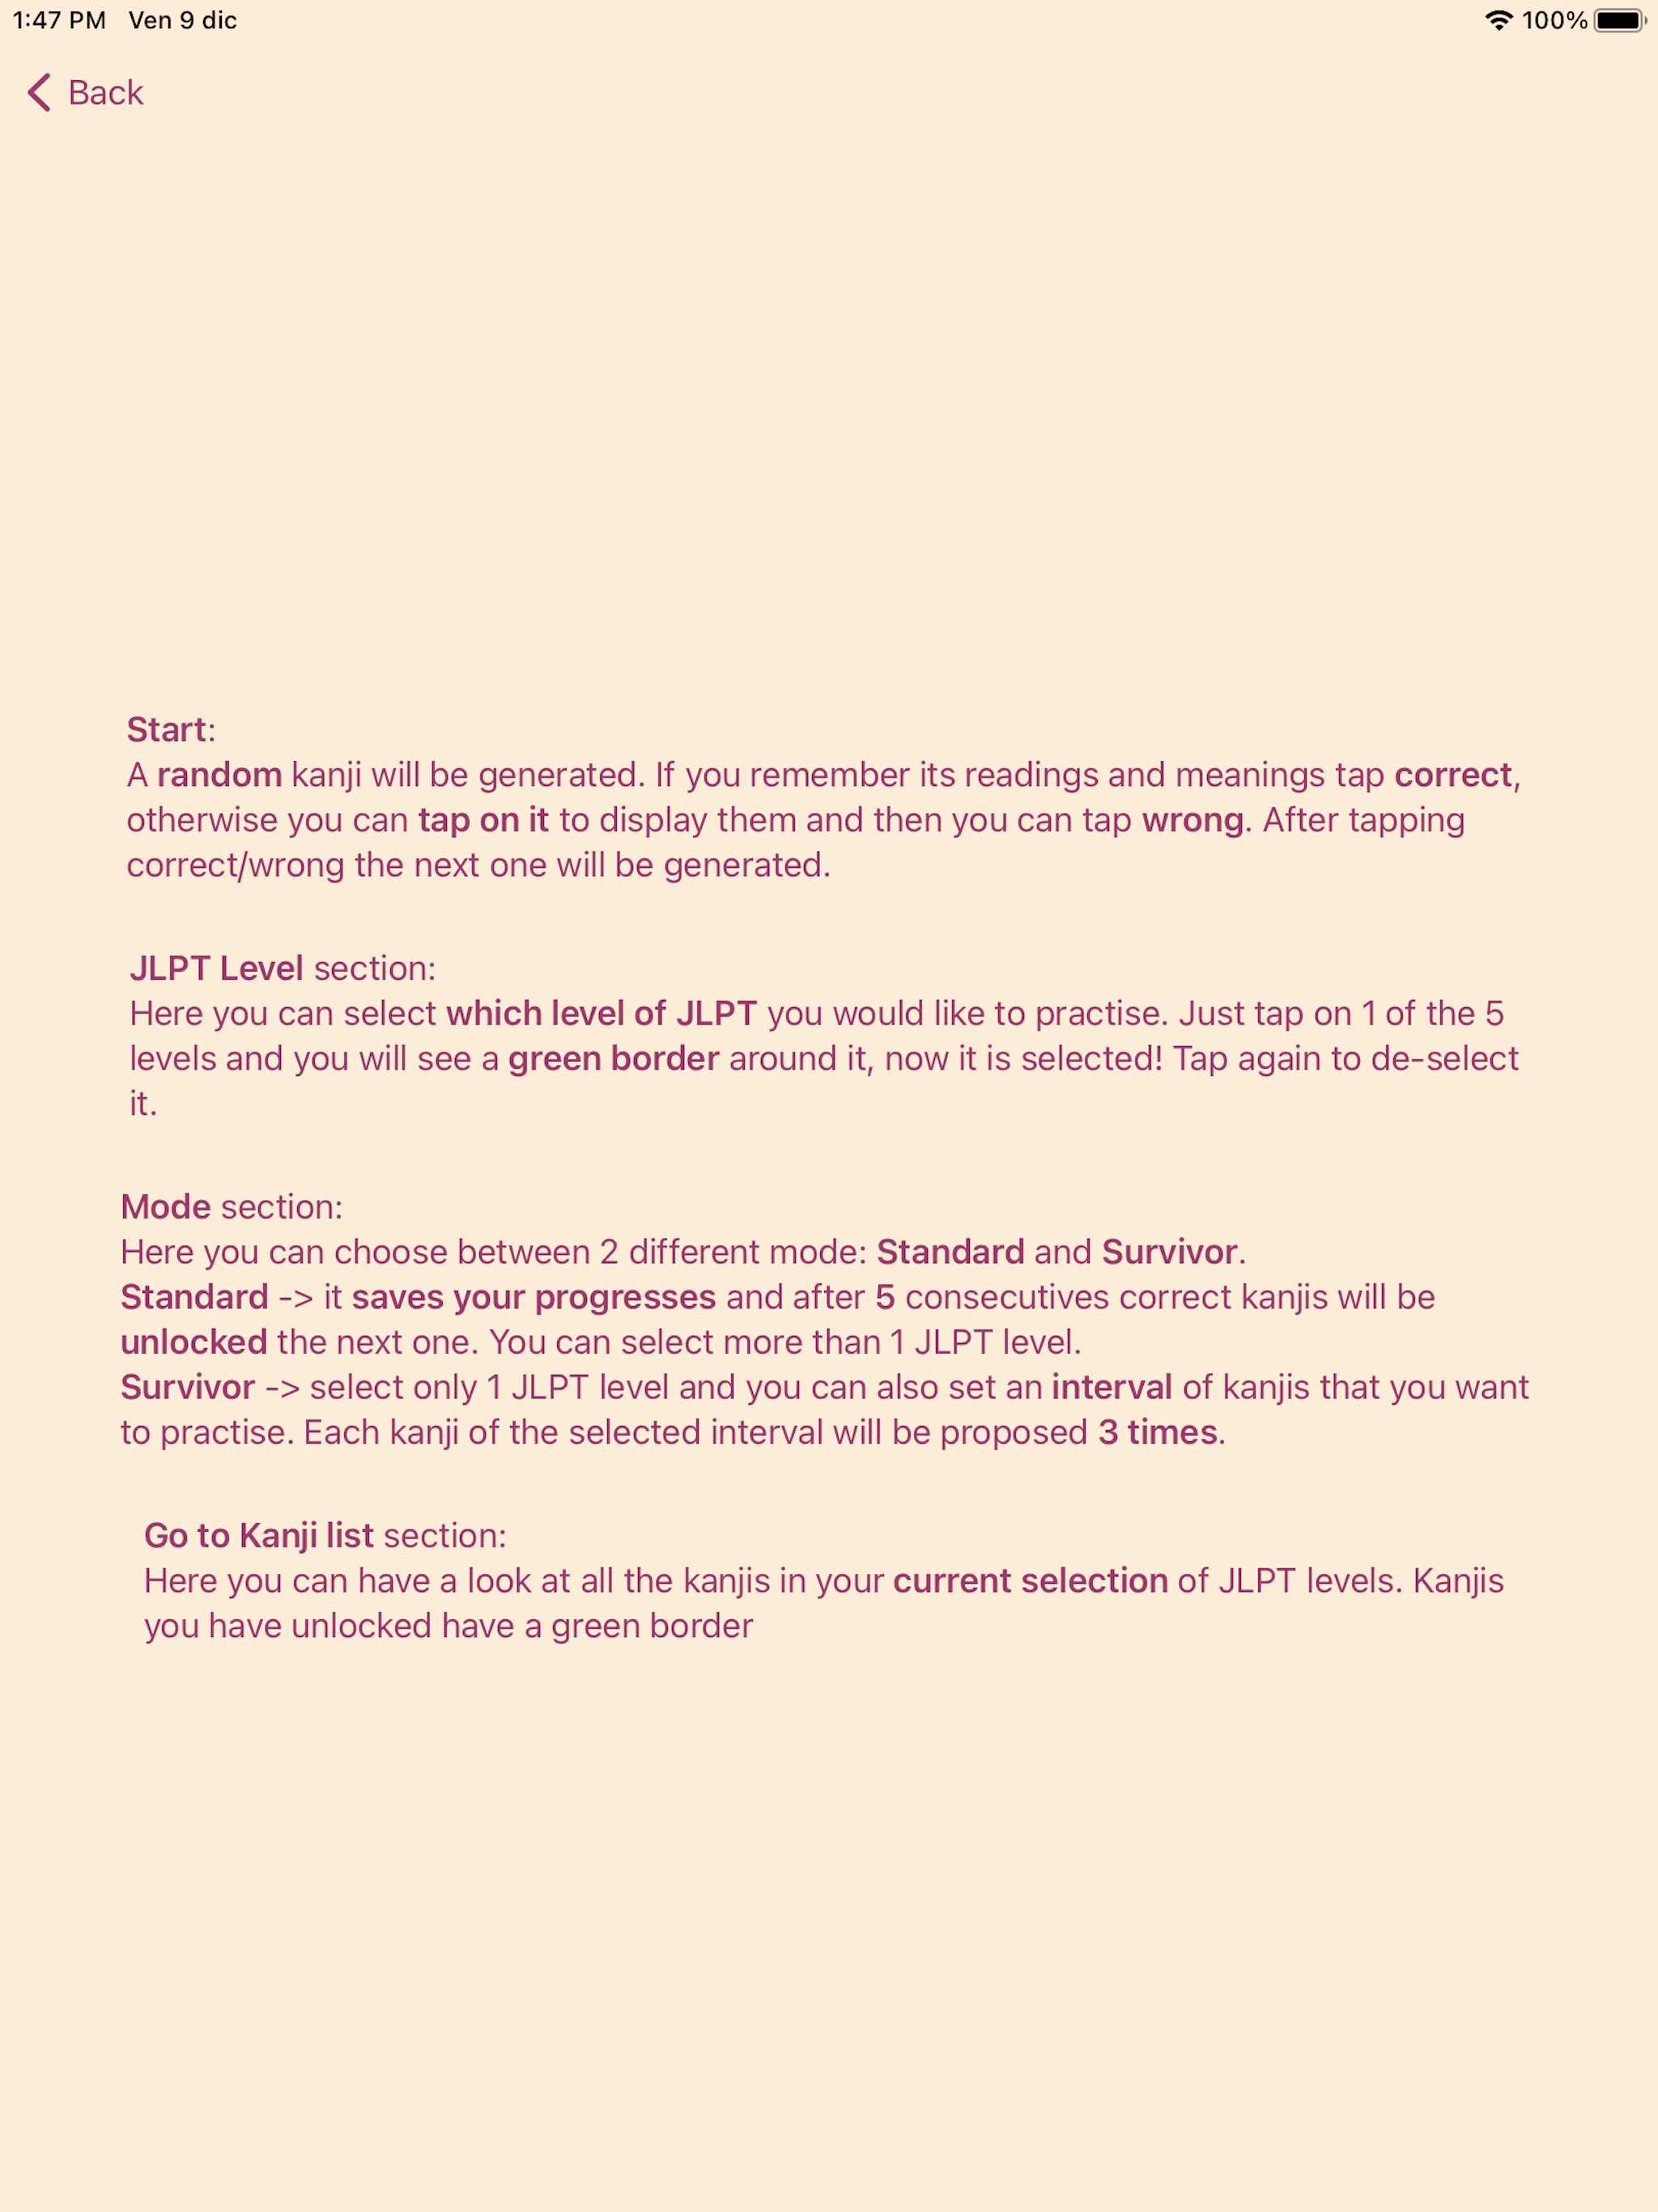 1:47 PM Ven 9 dic
100%
Back
Start:
A random kanji will be generated. If you remember its readings and meanings tap correct,
otherwise you can tap on it to display them and then you can tap wrong. After tapping
correct/wrong the next one will be generated.
JLPT Level section:
Here you can select which level of JLPT you would like to practise. Just tap on 1 of the 5
levels and you will see a green border around it, now it is selected! Tap again to de-select
it.
Mode section:
Here you can choose between 2 different mode: Standard and Survivor.
Standard -> it saves your progresses and after 5 consecutives correct kanjis will be
unlocked the next one. You can select more than 1 JLPT level.
Survivor -> select only 1 JLPT level and you can also set an interval of kanjis that you want
to practise. Each kanji of the selected interval will be proposed 3 times.
Go to Kanji list section:
Here you can have a look at all the kanjis in your current selection of JLPT levels. Kanjis
you have unlocked have a green border